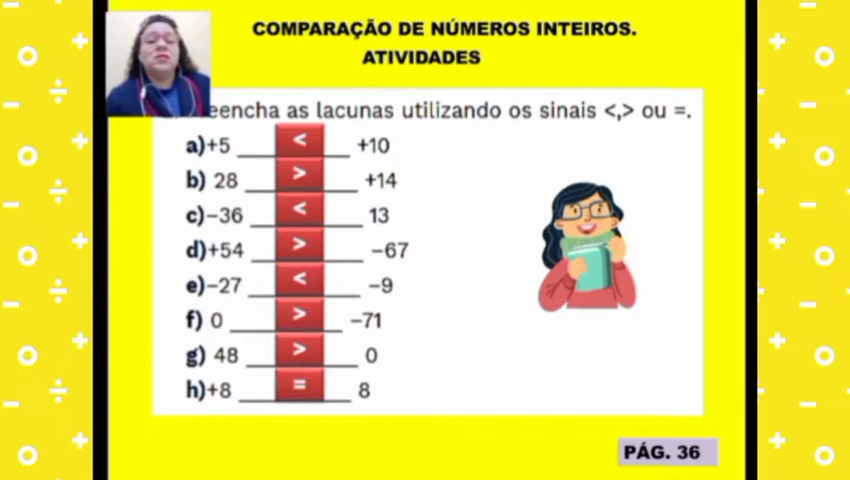 COMPARAÇÃO DE NÚMEROS INTEIROS.
ATIVIDADES
eencha as lacunas utilizando os sinais <,> ou =.
a)+5 < +10
b) 28 > +14
c)−36 < 13
d)+54 > −67
e)−27 < −9
f) 0 > −71
g) 48 > 0
h)+8 = 8
PÁG. 36